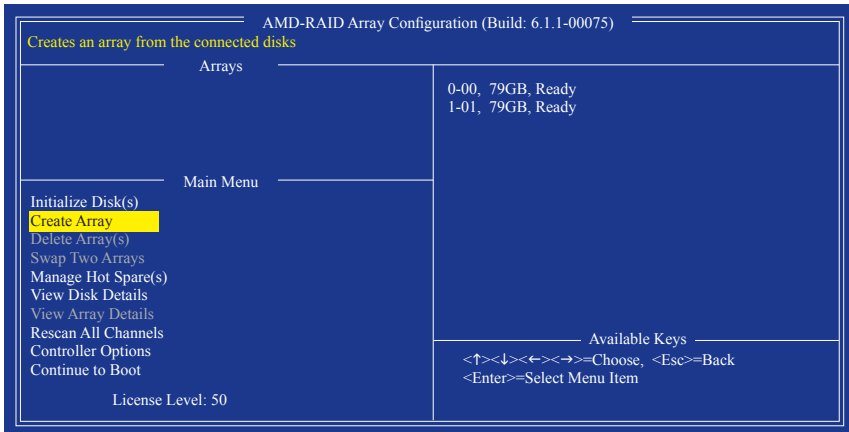 AMD-RAID Array Configuration (Build: 6.1.1-00075)
Creates an array from the connected disks
Arrays
0-00, 79GB, Ready
1-01, 79GB, Ready
Main Menu
Initialize Disk(s)
Create Array
Delete Array(s)
Swap Two Arrays
Manage Hot Spare(s)
View Disk Details
View Array Details
Rescan All Channels
Controller Options
Continue to Boot
License Level: 50
Available Keys
<↑><↓><←><→>=Choose, <Esc>=Back
<Enter>=Select Menu Item